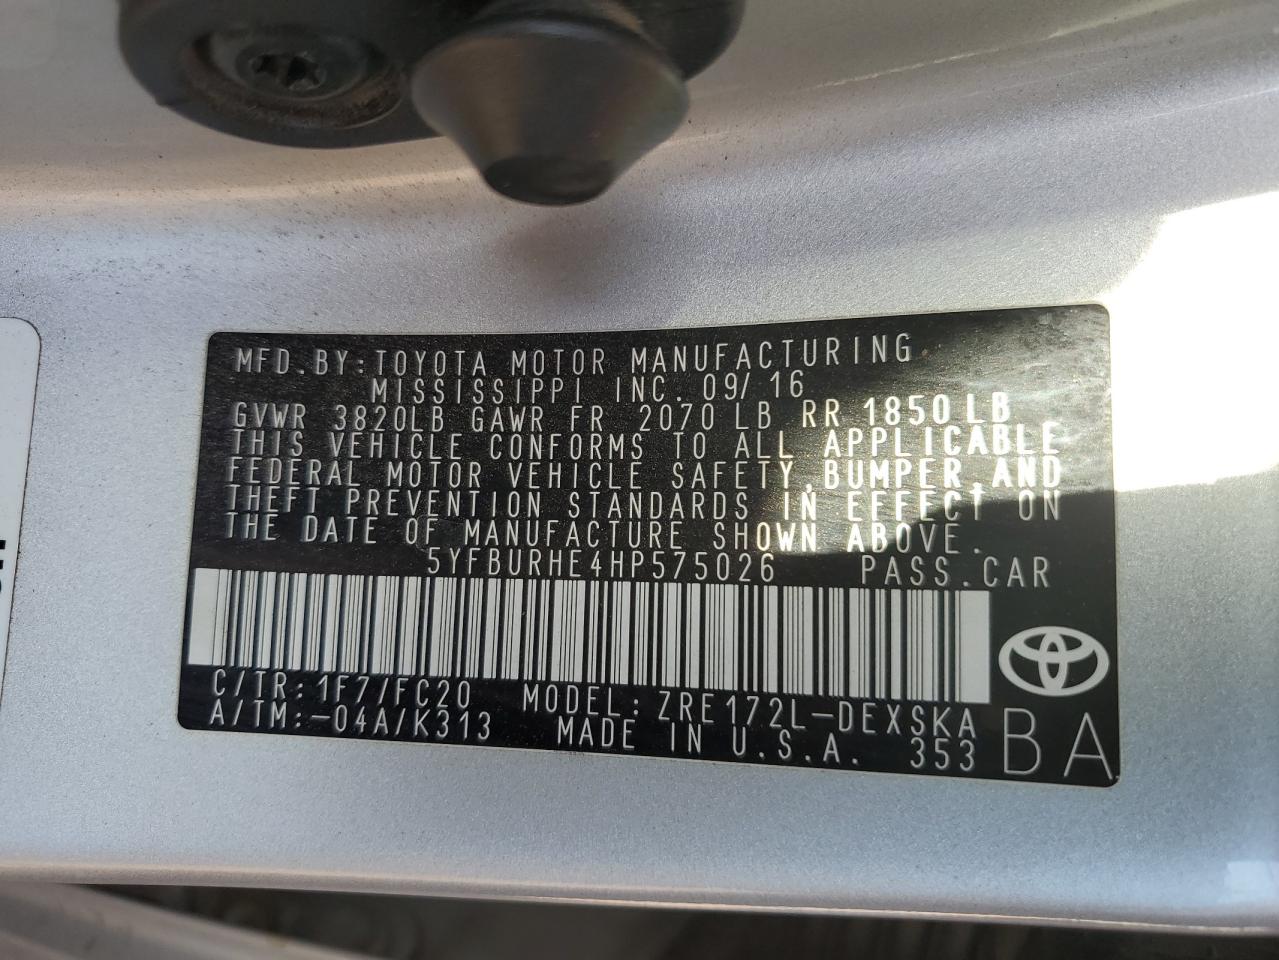 MFD.BY:TOYOTA MOTOR MANUFACTURING
MISSISSIPPI INC. 09/16
GVWR 3820LB GAWR FR 2070 LB RR 1850LB
THIS VEHICLE CONFORMS TO ALL APPLICABLE
FEDERAL MOTOR VEHICLE SAFETY,BUMPER,AND
THEFT PREVENTION STANDARDS IN EFFECT ON
THE DATE OF MANUFACTURE SHOWN ABOVE.
5YFBURHE4HP575026 PASS.CAR
C/TR:1F7/FC20 MODEL:ZRE172L-DEXSKA
A/TM:-04A/K313 MADE IN U.S.A. 353
BA